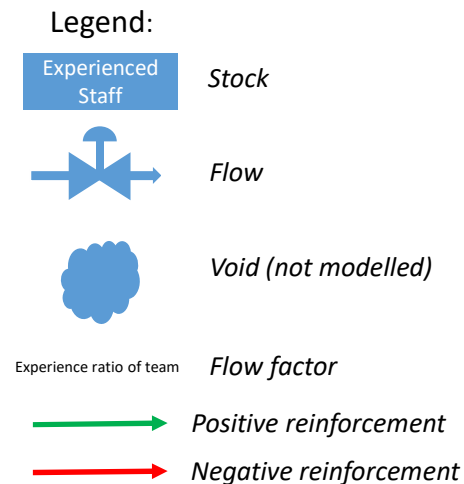 Legend:
Experienced
Staff
Stock
Flow
Void (not modelled)
Experience ratio of team
Flow factor
Positive reinforcement
Negative reinforcement